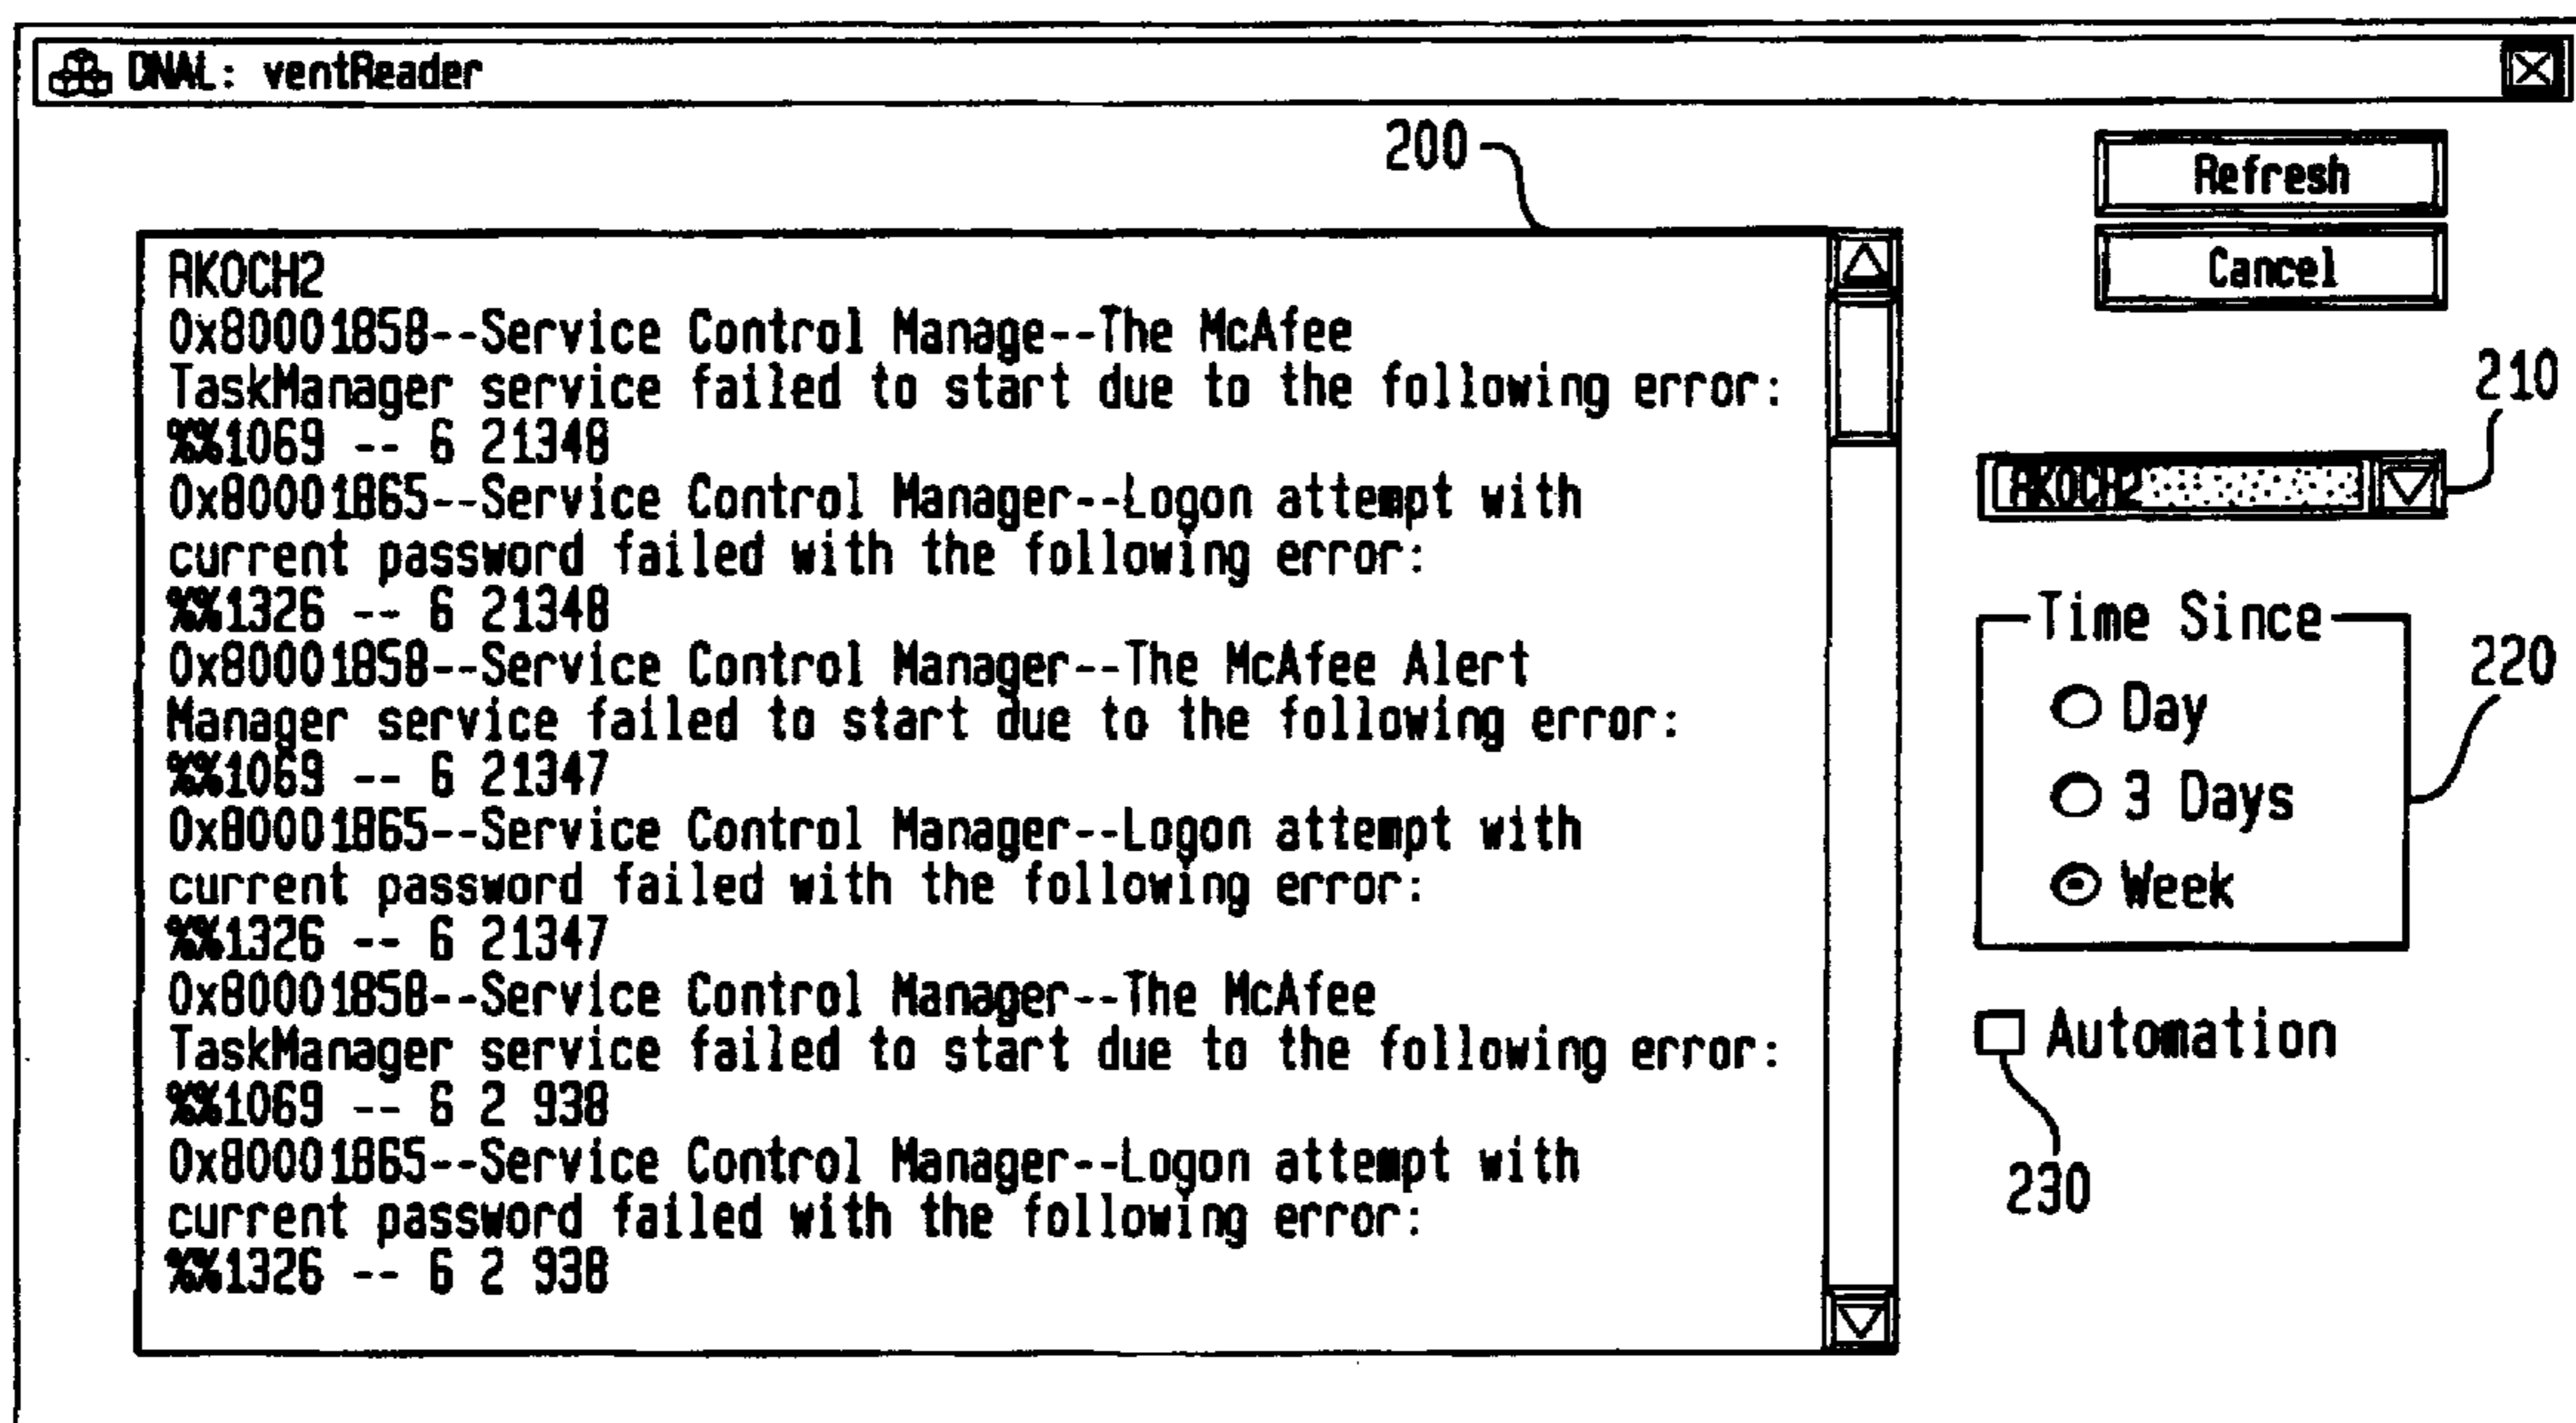 DNAL: ventReader
200
Refresh
Cancel
RKOCH2
0x80001858--Service Control Manage--The McAfee
TaskManager service failed to start due to the following error:
%%1069 -- 6 21348
0x80001865--Service Control Manager--Logon attempt with
current password failed with the following error:
%%1326 -- 6 21348
0x80001858--Service Control Manager--The McAfee Alert
Manager service failed to start due to the following error:
%%1069 -- 6 21347
0x80001865--Service Control Manager--Logon attempt with
current password failed with the following error:
%%1326 -- 6 21347
0x80001858--Service Control Manager--The McAfee
TaskManager service failed to start due to the following error:
%%1069 -- 6 2 938
0x80001865--Service Control Manager--Logon attempt with
current password failed with the following error:
%%1326 -- 6 2 938
210
RKOCH2
Time Since
220
Day
3 Days
Week
Automation
230